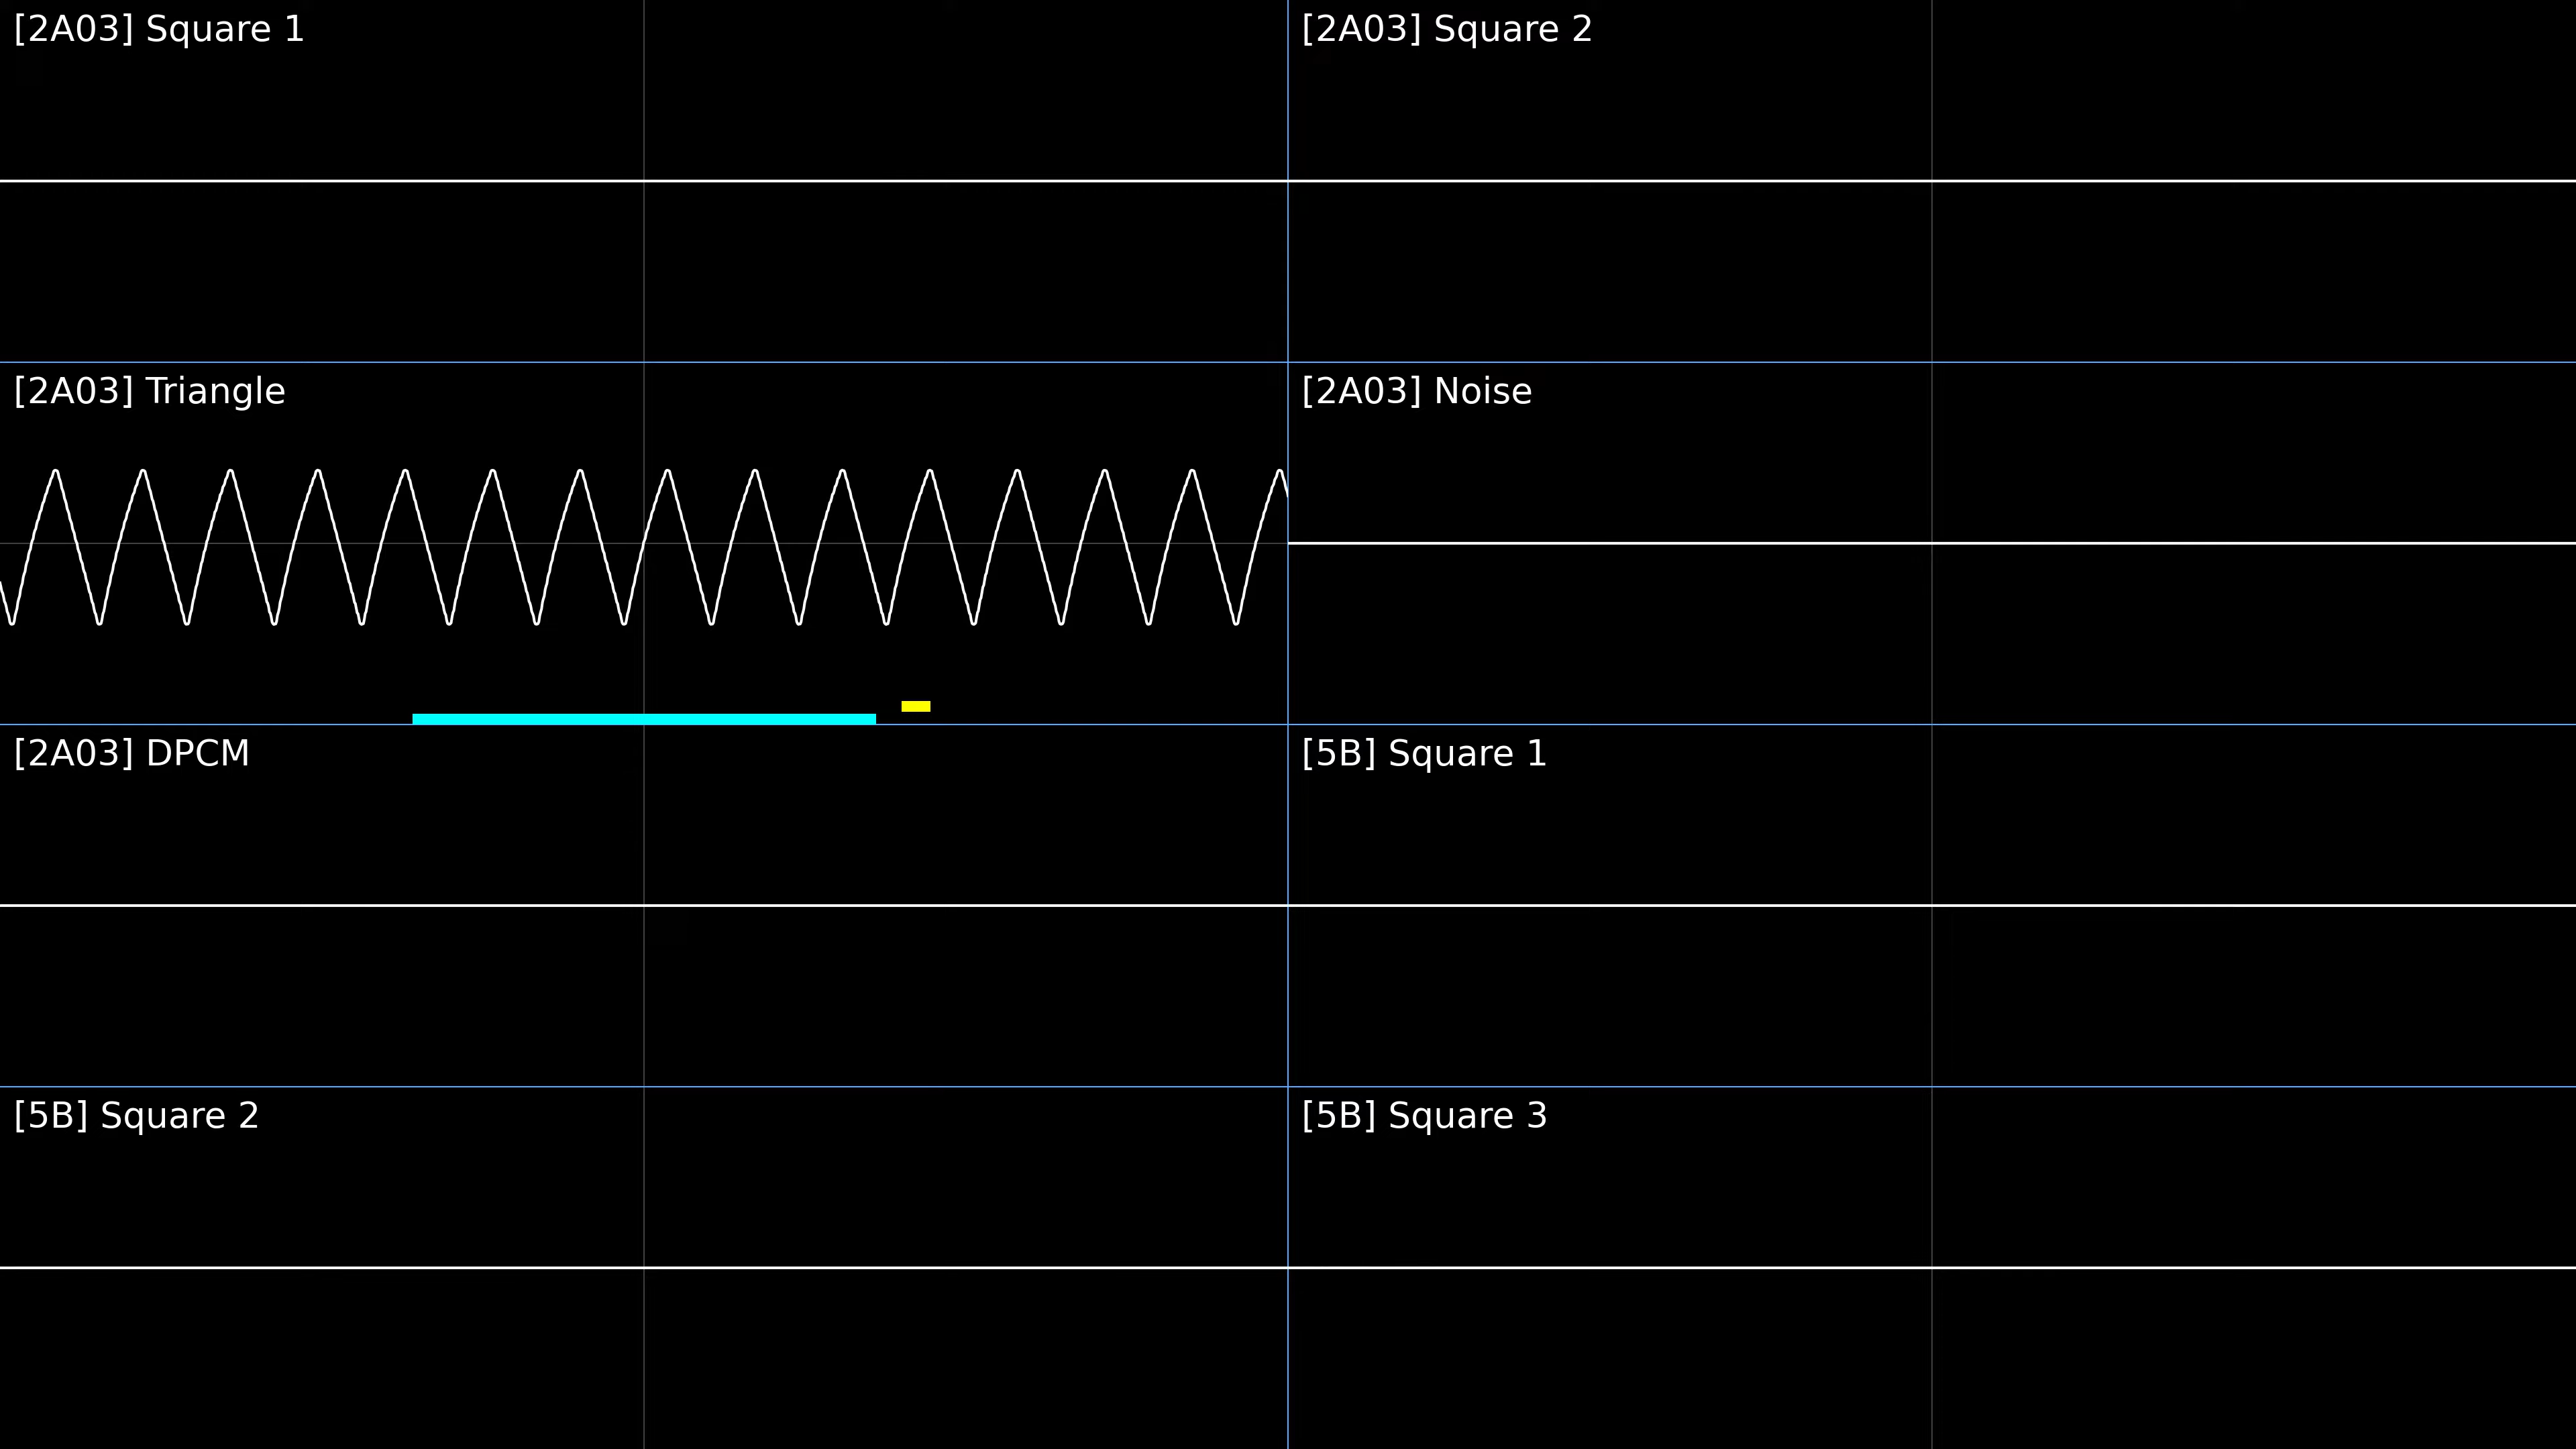 [2A03] Square 1
[2A03] Square 2
[2A03] Triangle
[2A03] Noise
[2A03] DPCM
[5B] Square 1
[5B] Square 2
[5B] Square 3